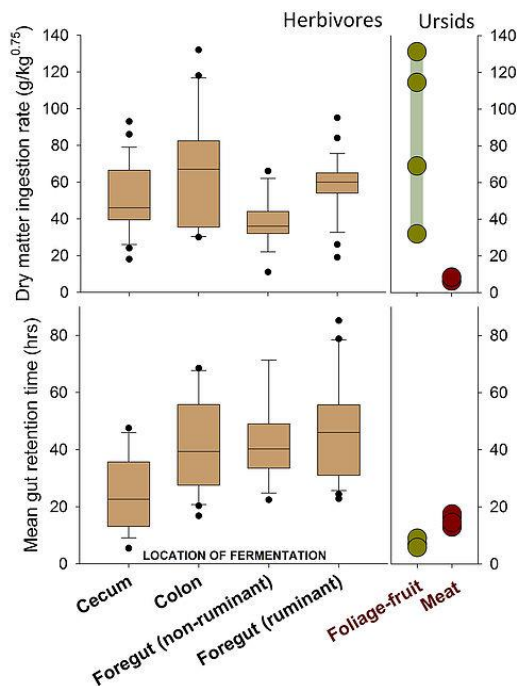 Herbivores
Ursids
Dry matter ingestion rate (g/kg^0.75)
140
120
100
80
60
40
20
0
140
120
100
80
60
40
20
0
Mean gut retention time (hrs)
80
60
40
20
0
80
60
40
20
0
LOCATION OF FERMENTATION
Cecum
Colon
Foregut (non-ruminant)
Foregut (ruminant)
Foliage-fruit
Meat